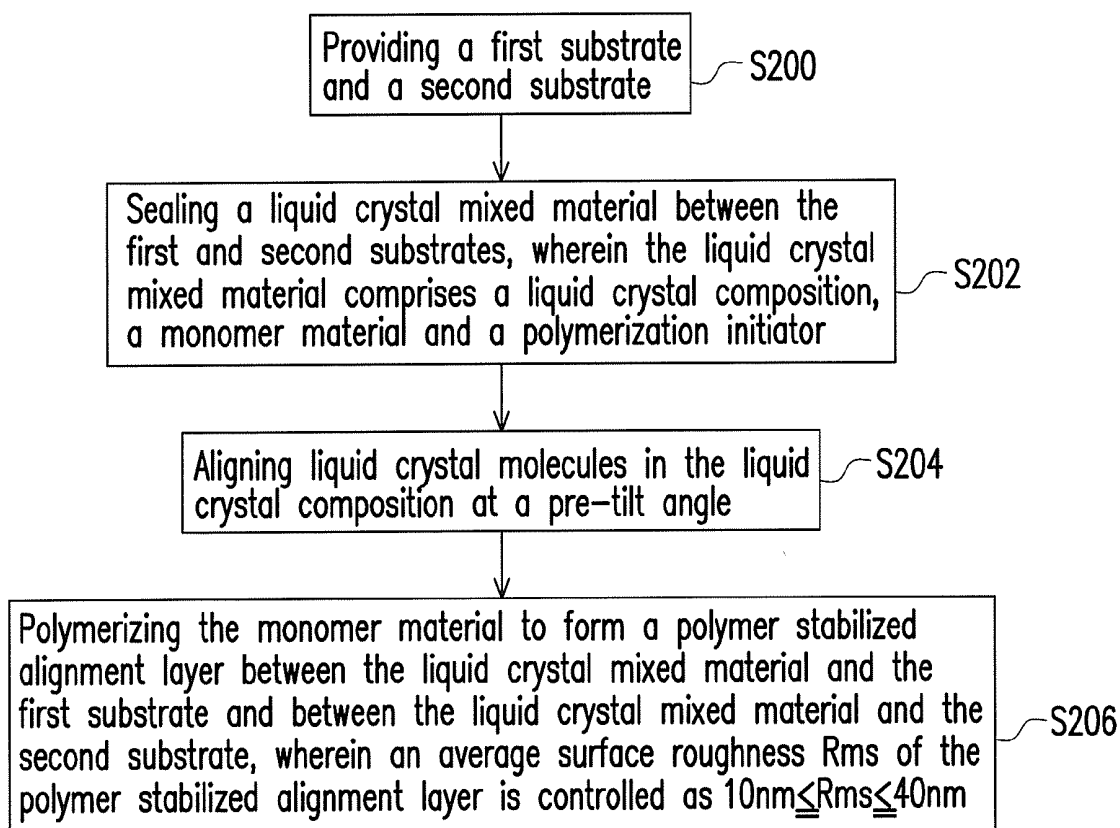 Providing a first substrate
and a second substrate
S200
Sealing a liquid crystal mixed material between the
first and second substrates, wherein the liquid crystal
mixed material comprises a liquid crystal composition,
a monomer material and a polymerization initiator
S202
Aligning liquid crystal molecules in the liquid
crystal composition at a pre-tilt angle
S204
Polymerizing the monomer material to form a polymer stabilized
alignment layer between the liquid crystal mixed material and the
first substrate and between the liquid crystal mixed material and the
second substrate, wherein an average surface roughness Rms of the
polymer stabilized alignment layer is controlled as 10nm≦Rms≦40nm
S206